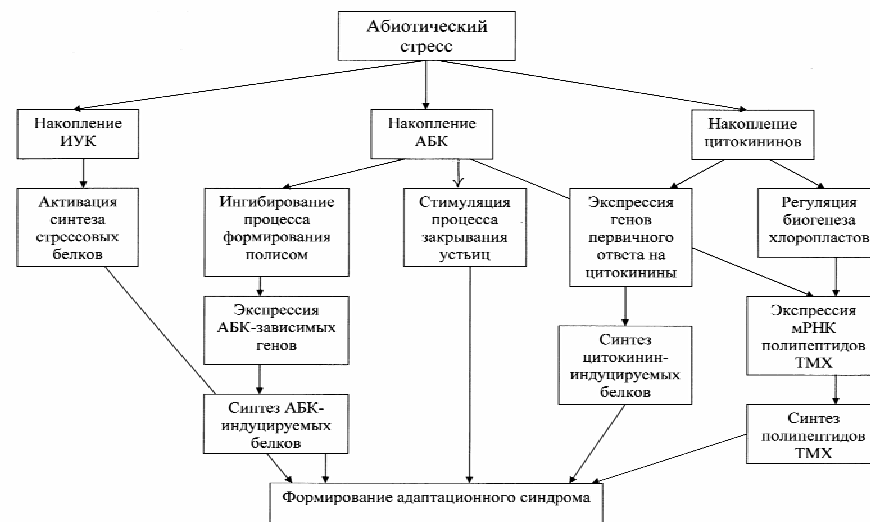 Абиотический
стресс
Накопление
ИУК
Накопление
АБК
Накопление
цитокининов
Активация
синтеза
стрессовых
белков
Ингибирование
процесса
формирования
полисом
Стимуляция
процесса
закрывания
устьиц
Экспрессия
генов
первичного
ответа на
цитокинины
Регуляция
биогенеза
хлоропластов
Экспрессия
АБК-зависимых
генов
Синтез
цитокинин-
индуцируемых
белков
Экспрессия
мРНК
полипептидов
ТМХ
Синтез АБК-
индуцируемых
белков
Синтез
полипептидов
ТМХ
Формирование адаптационного синдрома